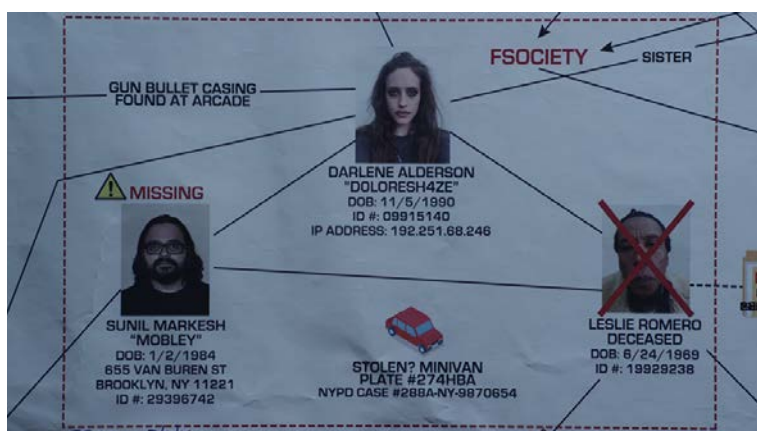 FSOCIETY
SISTER
GUN BULLET CASING
FOUND AT ARCADE
DARLENE ALDERSON
"DOLORESH4ZE"
DOB: 11/5/1990
ID #: 09915140
IP ADDRESS: 192.251.68.246
MISSING
SUNIL MARKESH
"MOBLEY"
DOB: 1/2/1984
655 VAN BUREN ST
BROOKLYN, NY 11221
ID #: 29396742
STOLEN? MINIVAN
PLATE #274HBA
NYPD CASE #288A-NY-9870654
LESLIE ROMERO
DECEASED
DOB: 6/24/1969
ID #: 19929238